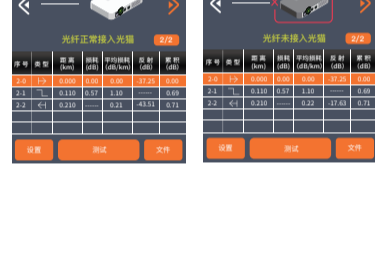 光纤正常接入光猫 2/2
序号 类型 距离(km) 损耗(dB) 平均损耗(dB/km) 反射(dB) 累积(dB)
2-0 0.000 0.00 0.00 -37.25 0.00
2-1 0.110 0.57 1.10 ----- 0.69
2-2 0.210 ----- 0.21 -43.51 0.71
设置 测试 文件
光纤未接入光猫 2/2
序号 类型 距离(km) 损耗(dB) 平均损耗(dB/km) 反射(dB) 累积(dB)
2-0 0.000 0.00 0.00 -37.25 0.00
2-1 0.110 0.57 1.10 ----- 0.69
2-2 0.210 ----- 0.22 -17.63 0.71
设置 测试 文件